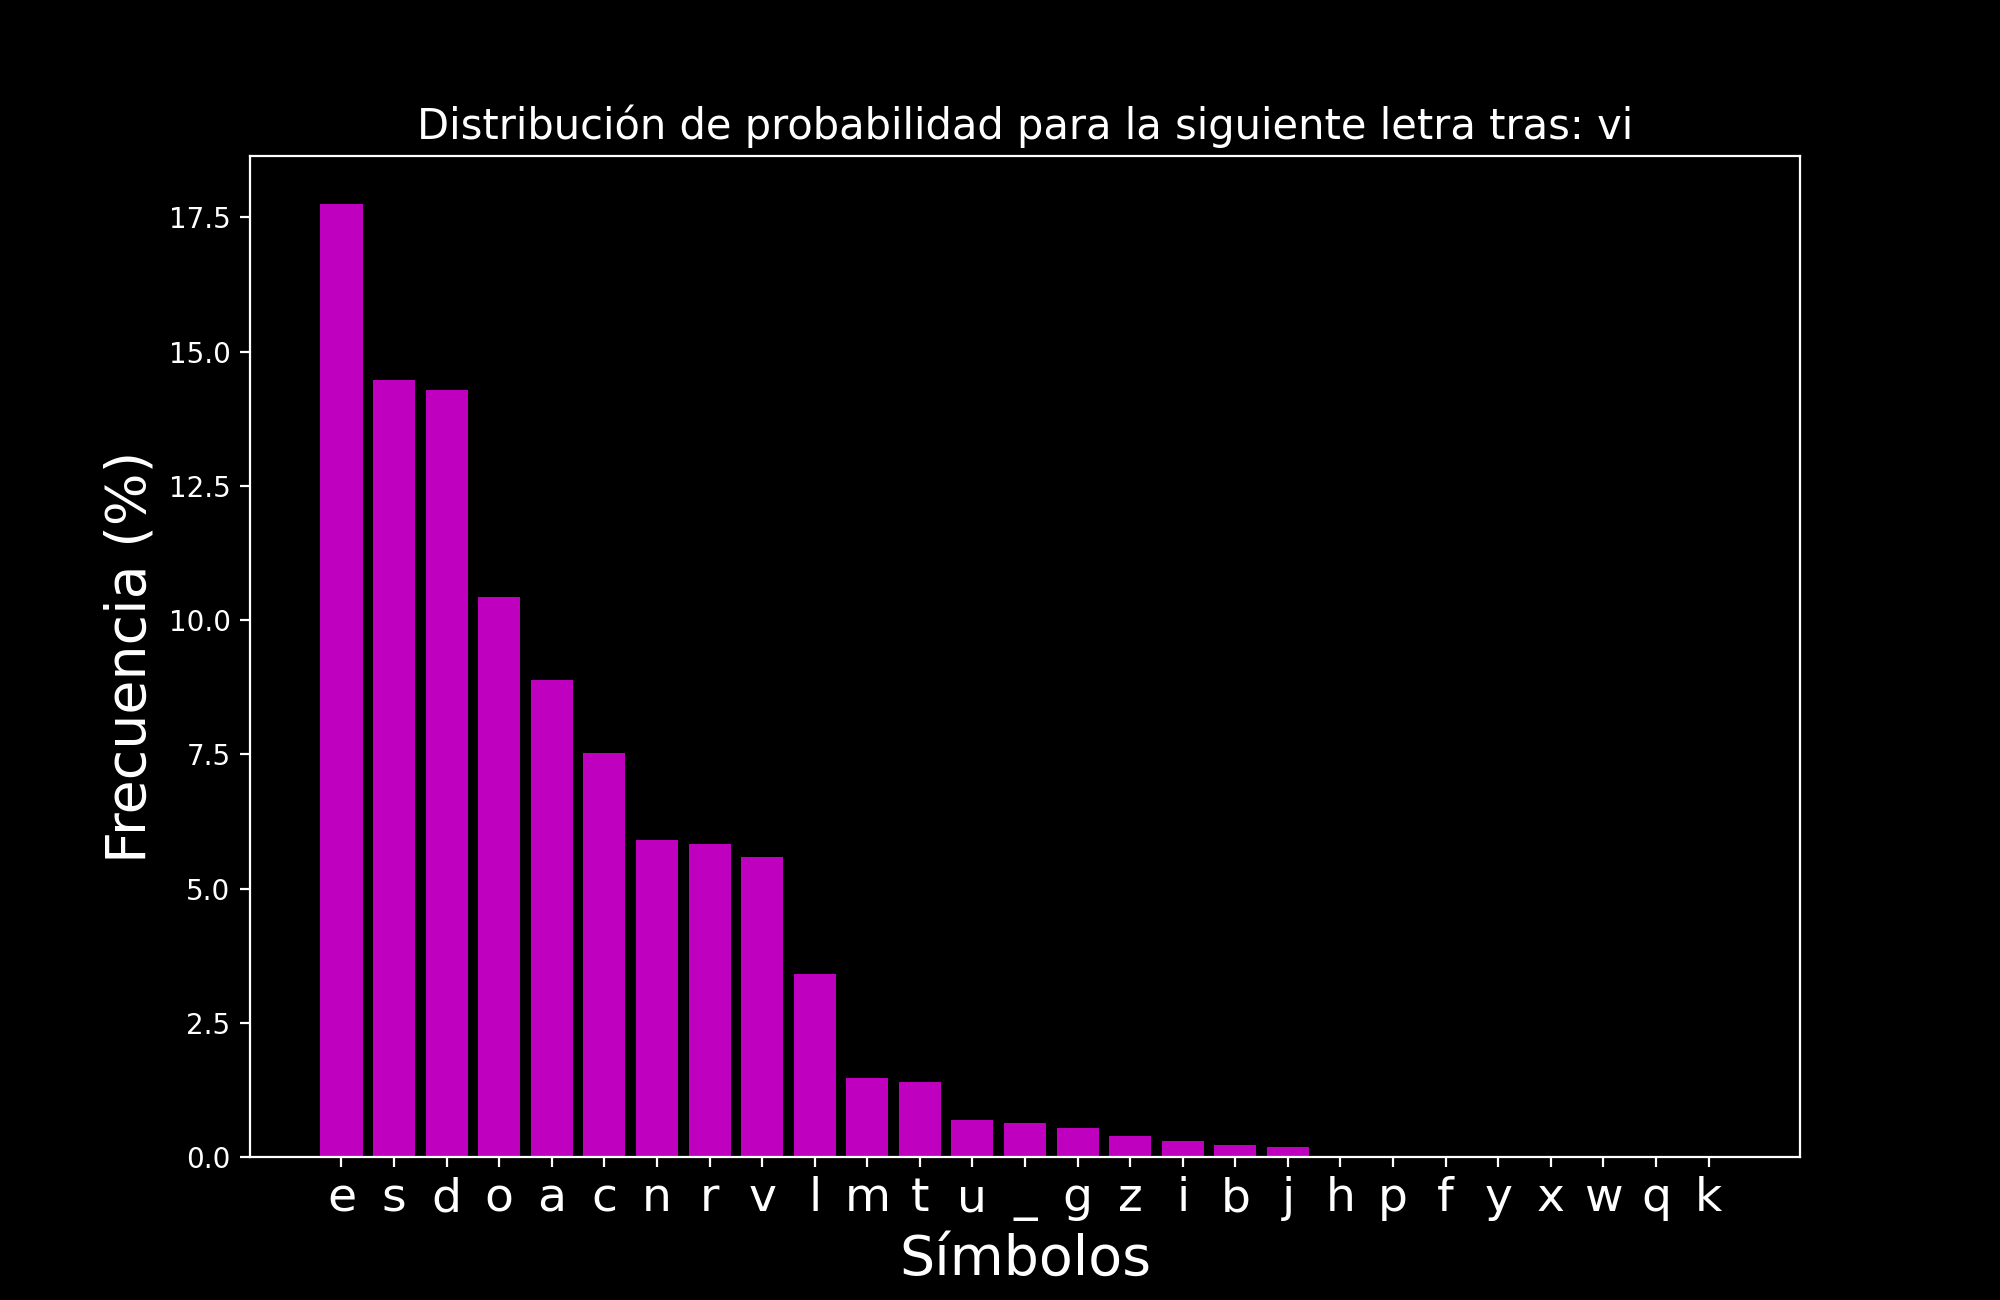 Distribución de probabilidad para la siguiente letra tras: vi
Frecuencia (%)
17.5
15.0
12.5
10.0
7.5
5.0
2.5
0.0
e s d o a c n r v l m t u _ g z i b j h p f y x w q k
Símbolos